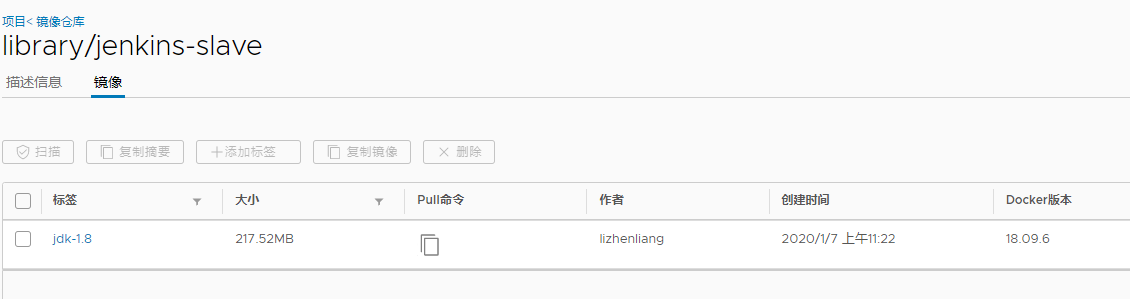 项目< 镜像仓库
library/jenkins-slave
描述信息 镜像
扫描 复制摘要 +添加标签 复制镜像 × 删除
标签 大小 Pull命令 作者 创建时间 Docker版本
jdk-1.8 217.52MB lizhenliang 2020/1/7 上午11:22 18.09.6